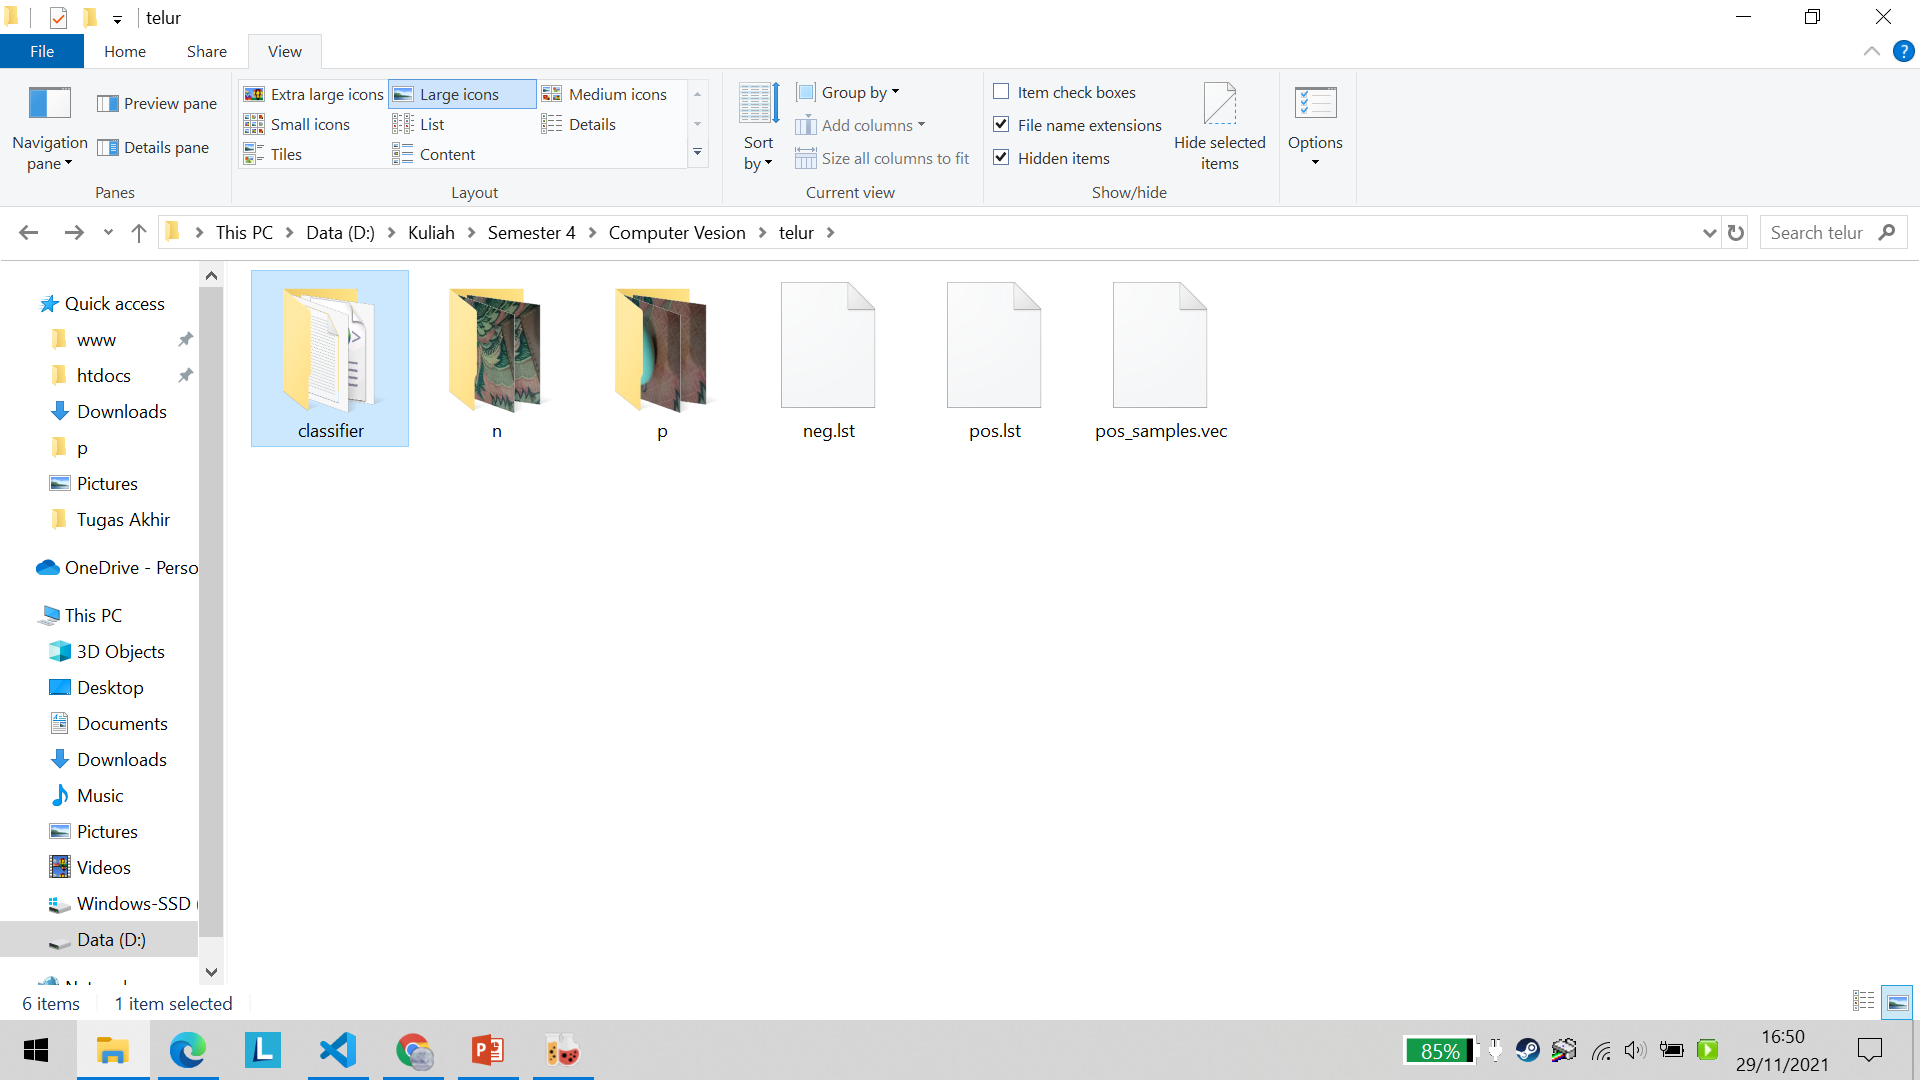 telur
File Home Share View
Navigation pane
Preview pane
Details pane
Panes
Extra large icons Large icons Medium icons
Small icons List Details
Tiles Content
Layout
Sort by
Group by
Add columns
Size all columns to fit
Current view
Item check boxes
File name extensions
Hidden items
Hide selected items
Show/hide
Options
This PC Data (D:) Kuliah Semester 4 Computer Vesion telur
Search telur
Quick access
www
htdocs
Downloads
p
Pictures
Tugas Akhir
OneDrive - Perso
This PC
3D Objects
Desktop
Documents
Downloads
Music
Pictures
Videos
Windows-SSD (
Data (D:)
classifier n p neg.lst pos.lst pos_samples.vec
6 items 1 item selected
85%
16:50
29/11/2021